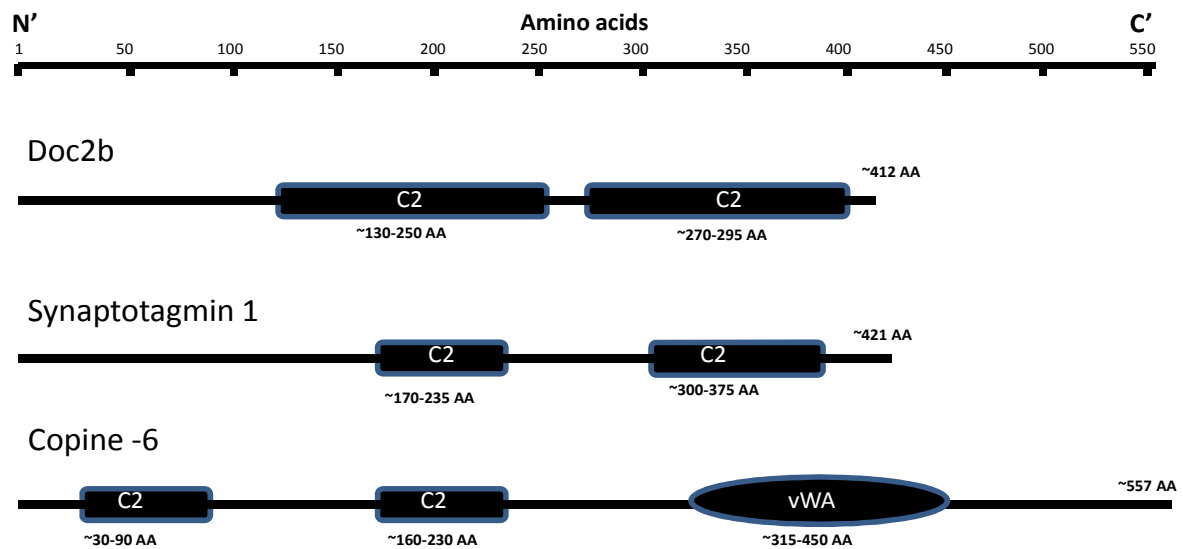 N’ Amino acids C’
1 50 100 150 200 250 300 350 400 450 500 550
Doc2b
~412 AA
C2 C2
~130-250 AA ~270-295 AA
Synaptotagmin 1
~421 AA
C2 C2
~170-235 AA ~300-375 AA
Copine -6
~557 AA
C2 C2 vWA
~30-90 AA ~160-230 AA ~315-450 AA